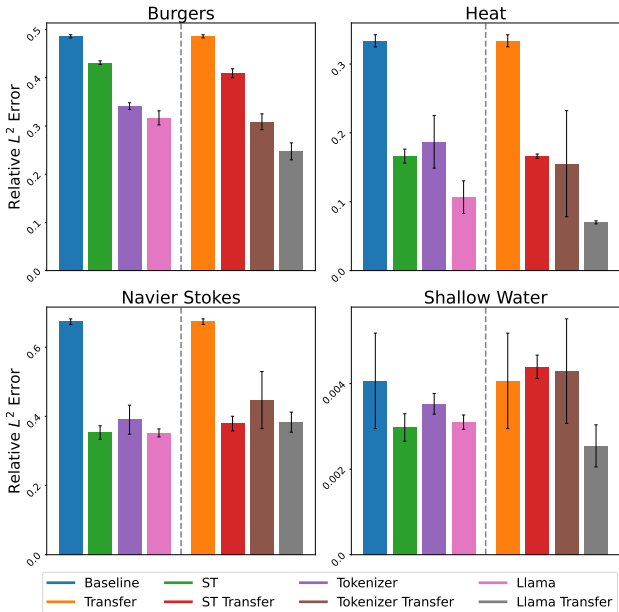 Burgers
Heat
Relative L² Error
0.5
0.4
0.3
0.2
0.1
0.0
0.3
0.2
0.1
0.0
Navier Stokes
Shallow Water
Relative L² Error
0.6
0.4
0.2
0.0
0.004
0.002
0.000
Baseline
ST
Tokenizer
Llama
Transfer
ST Transfer
Tokenizer Transfer
Llama Transfer